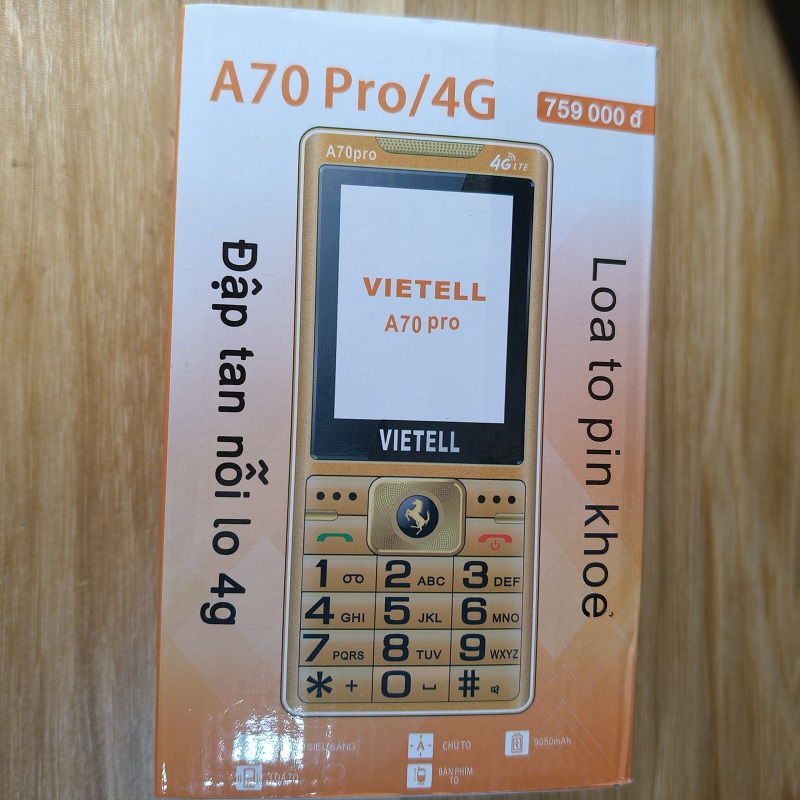 A70 Pro/4G
759 000 đ
A70pro
4G LTE
VIETELL
A70 pro
VIETELL
Đập tan nỗi lo 4g
Loa to pin khoẻ
1
2 ABC
3 DEF
4 GHI
5 JKL
6 MNO
7 PQRS
8 TUV
9 WXYZ
* +
0
#
SIÊU SÁNG
A
CHỮ TO
9050mAh
BÀN PHÍM
TO